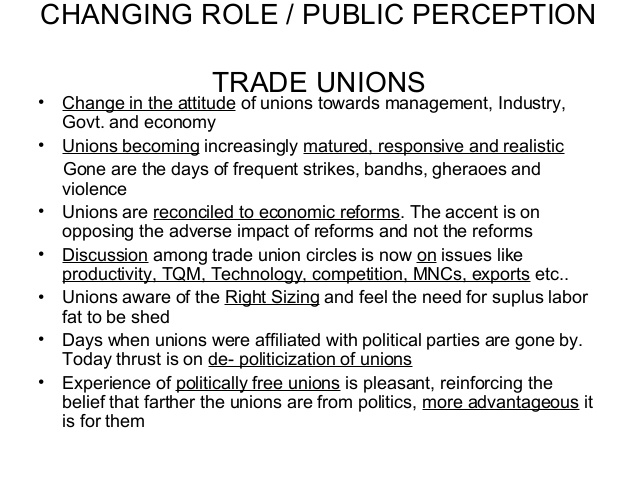 CHANGING ROLE / PUBLIC PERCEPTION
TRADE UNIONS
• Change in the attitude of unions towards management, Industry,
Govt. and economy
• Unions becoming increasingly matured, responsive and realistic
Gone are the days of frequent strikes, bandhs, gheraoes and
violence
• Unions are reconciled to economic reforms. The accent is on
opposing the adverse impact of reforms and not the reforms
• Discussion among trade union circles is now on issues like
productivity, TQM, Technology, competition, MNCs, exports etc..
• Unions aware of the Right Sizing and feel the need for suplus labor
fat to be shed
• Days when unions were affiliated with political parties are gone by.
Today thrust is on de- politicization of unions
• Experience of politically free unions is pleasant, reinforcing the
belief that farther the unions are from politics, more advantageous it
is for them